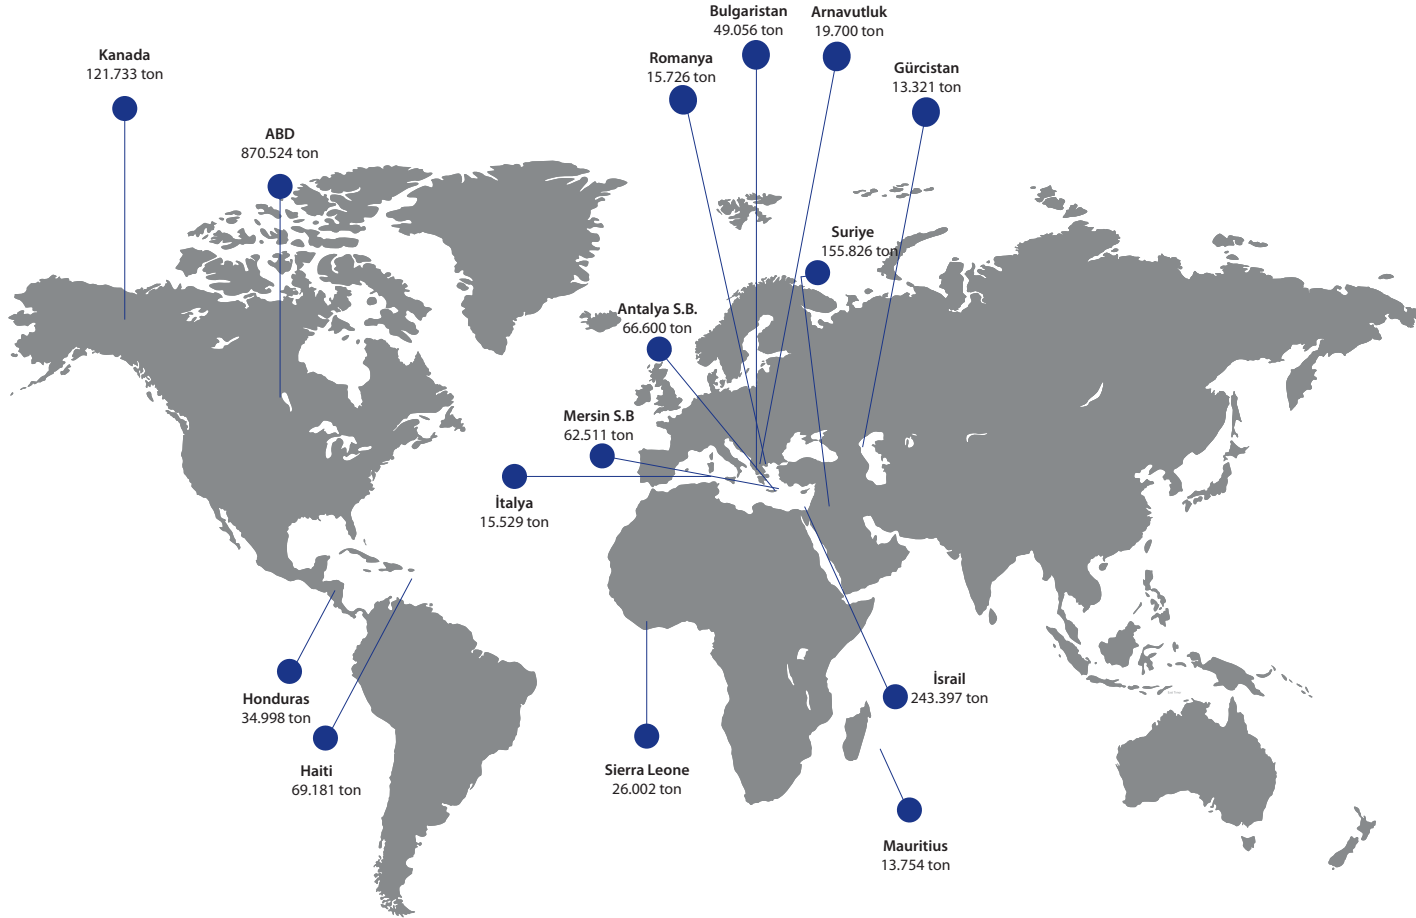 Bulgaristan
49.056 ton
Arnavutluk
19.700 ton
Kanada
121.733 ton
Romanya
15.726 ton
Gürcistan
13.321 ton
ABD
870.524 ton
Suriye
155.826 ton
Antalya S.B.
66.600 ton
Mersin S.B
62.511 ton
İtalya
15.529 ton
Honduras
34.998 ton
Haiti
69.181 ton
Sierra Leone
26.002 ton
İsrail
243.397 ton
Mauritius
13.754 ton